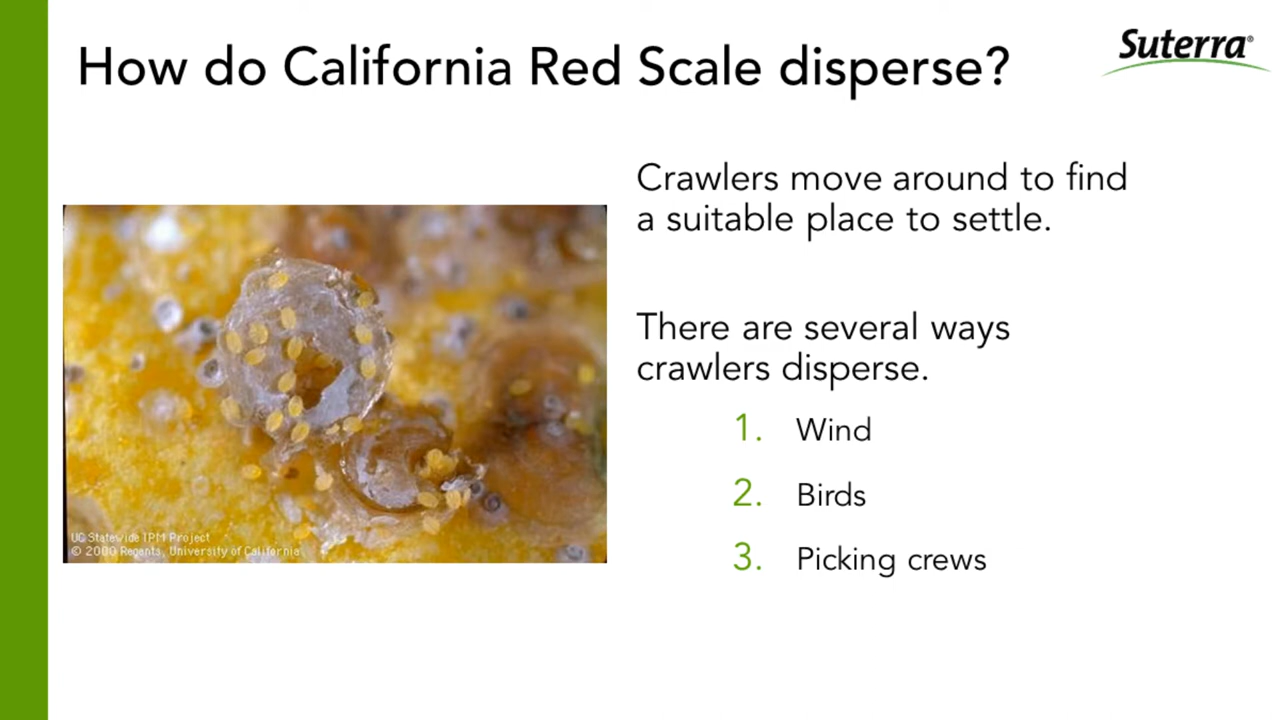 How do California Red Scale disperse?
Suterra®
Crawlers move around to find
a suitable place to settle.
There are several ways
crawlers disperse.
1. Wind
2. Birds
3. Picking crews
UC Statewide IPM Project
© 2000 Regents, University of California